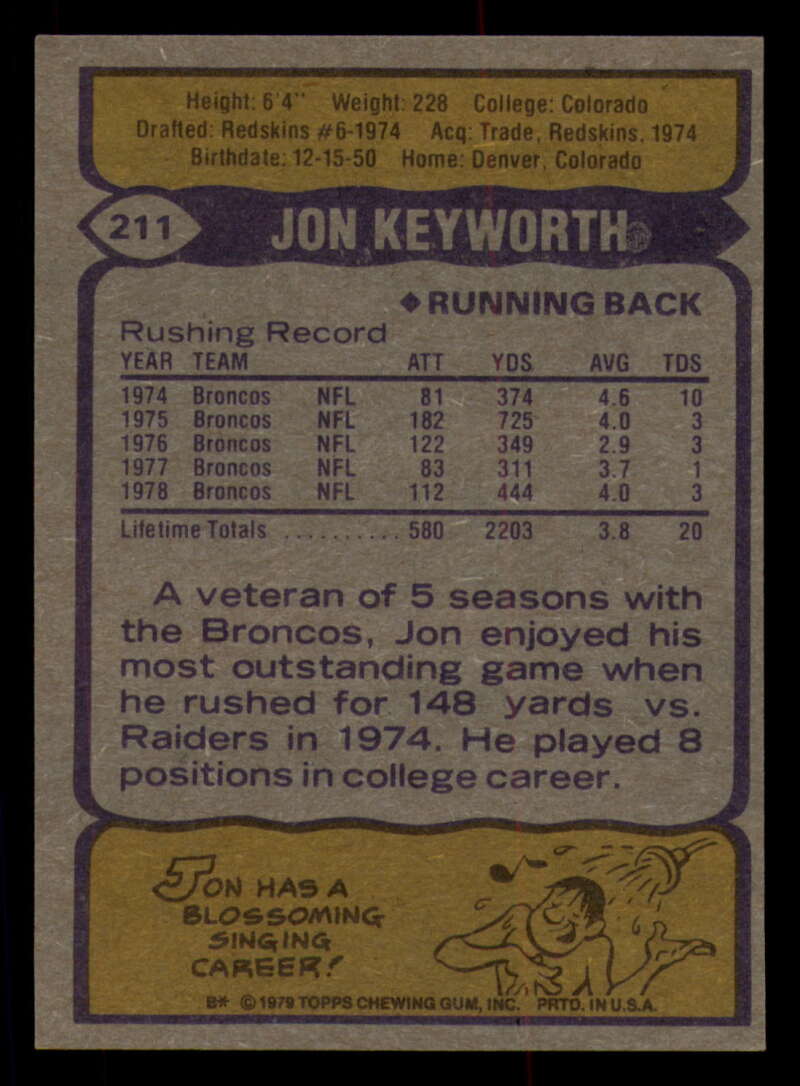 Height: 6'4" Weight: 228 College: Colorado
Drafted: Redskins #6-1974 Acq: Trade, Redskins, 1974
Birthdate: 12-15-50 Home: Denver, Colorado
211 JON KEYWORTH
◆ RUNNING BACK
Rushing Record
YEAR TEAM ATT YDS. AVG TDS
1974 Broncos NFL 81 374 4.6 10
1975 Broncos NFL 182 725 4.0 3
1976 Broncos NFL 122 349 2.9 3
1977 Broncos NFL 83 311 3.7 1
1978 Broncos NFL 112 444 4.0 3
Lifetime Totals .......... 580 2203 3.8 20
A veteran of 5 seasons with
the Broncos, Jon enjoyed his
most outstanding game when
he rushed for 148 yards vs.
Raiders in 1974. He played 8
positions in college career.
JON HAS A
BLOSSOMING
SINGING
CAREER!
B* © 1979 TOPPS CHEWING GUM, INC. PRTD. IN U.S.A.